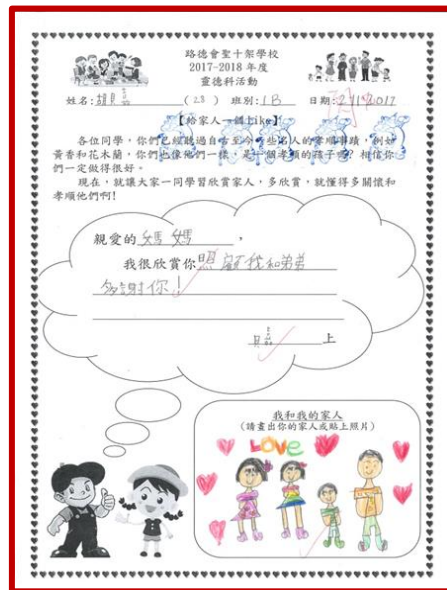 路德會聖十架學校
2017-2018 年度
靈德科活動
姓名:胡貝 (28) 班別:1B 日期:2-11-2017
【給家人一個Like】
各位同學,你們已經聽過自古至今一些名人的孝順事蹟,例如
黃香和花木蘭,你們也像他們一樣,是一個孝順的孩子嗎?相信你
們一定做得很好。
現在,就讓大家一同學習欣賞家人,多欣賞,就懂得多關懷和
孝順他們啊!
親愛的 媽媽 ,
我很欣賞你 照顧我和弟弟
多謝你!
貝 上
我和我的家人
(請畫出你的家人或貼上照片)
LOVE